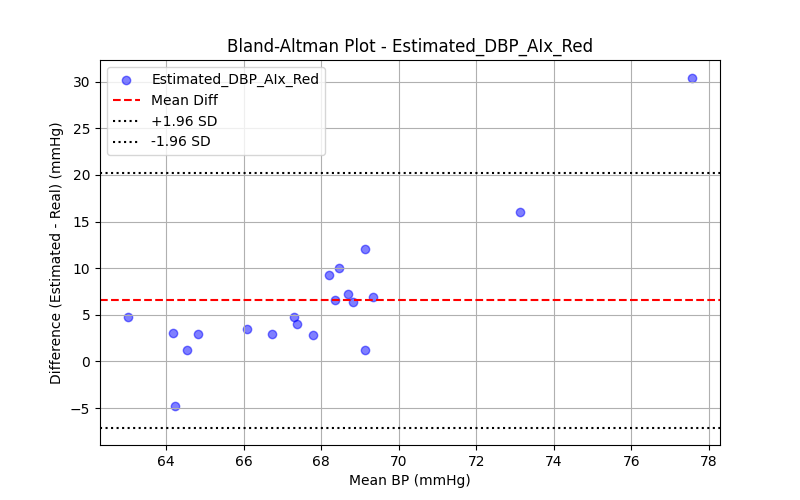 Bland-Altman Plot - Estimated_DBP_AIx_Red
Estimated_DBP_AIx_Red
Mean Diff
+1.96 SD
-1.96 SD
Difference (Estimated - Real) (mmHg)
30
25
20
15
10
5
0
−5
64 66 68 70 72 74 76 78
Mean BP (mmHg)